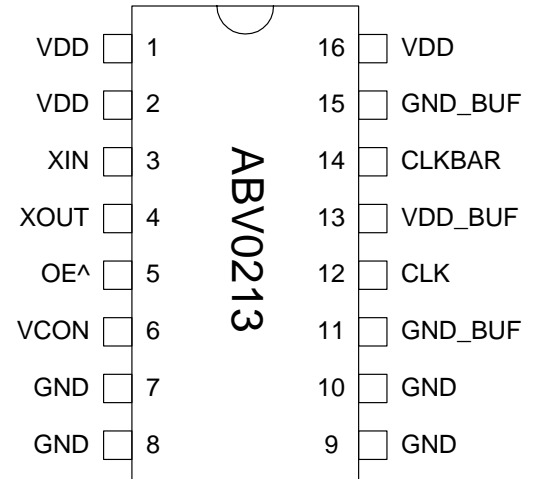 VDD 1 16 VDD
VDD 2 15 GND_BUF
XIN 3 14 CLKBAR
XOUT 4 13 VDD_BUF
OE^ 5 12 CLK
VCON 6 11 GND_BUF
GND 7 10 GND
GND 8 9 GND
ABV0213